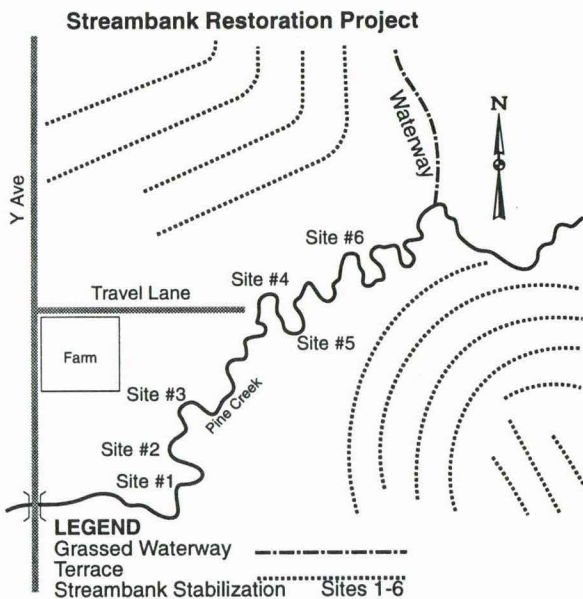 Streambank Restoration Project
N
Waterway
Y Ave
Site #6
Site #4
Travel Lane
Site #5
Farm
Site #3
Pine Creek
Site #2
Site #1
LEGEND
Grassed Waterway
Terrace
Streambank Stabilization Sites 1-6